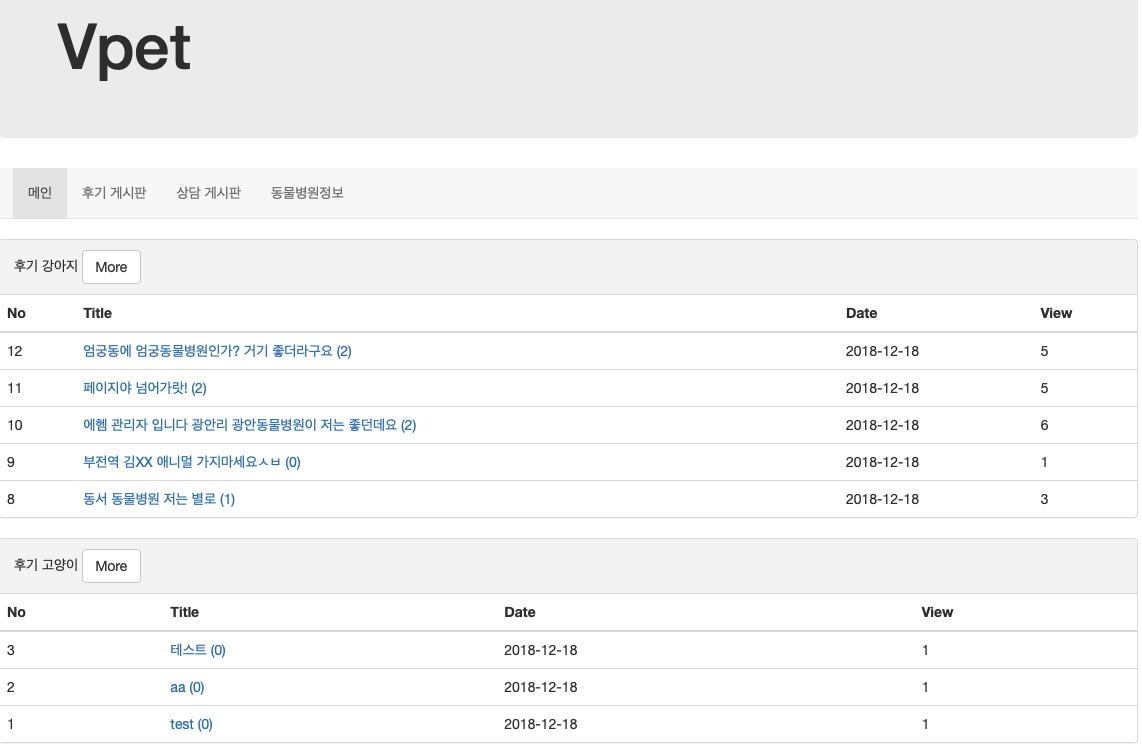 Vpet
메인 후기 게시판 상담 게시판 동물병원정보
후기 강아지 More
No Title Date View
12 엄궁동에 엄궁동물병원인가? 거기 좋더라구요 (2) 2018-12-18 5
11 페이지야 넘어가랏! (2) 2018-12-18 5
10 에헴 관리자 입니다 광안리 광안동물병원이 저는 좋던데요 (2) 2018-12-18 6
9 부전역 김XX 애니멀 가지마세요ㅅㅂ (0) 2018-12-18 1
8 동서 동물병원 저는 별로 (1) 2018-12-18 3
후기 고양이 More
No Title Date View
3 테스트 (0) 2018-12-18 1
2 aa (0) 2018-12-18 1
1 test (0) 2018-12-18 1